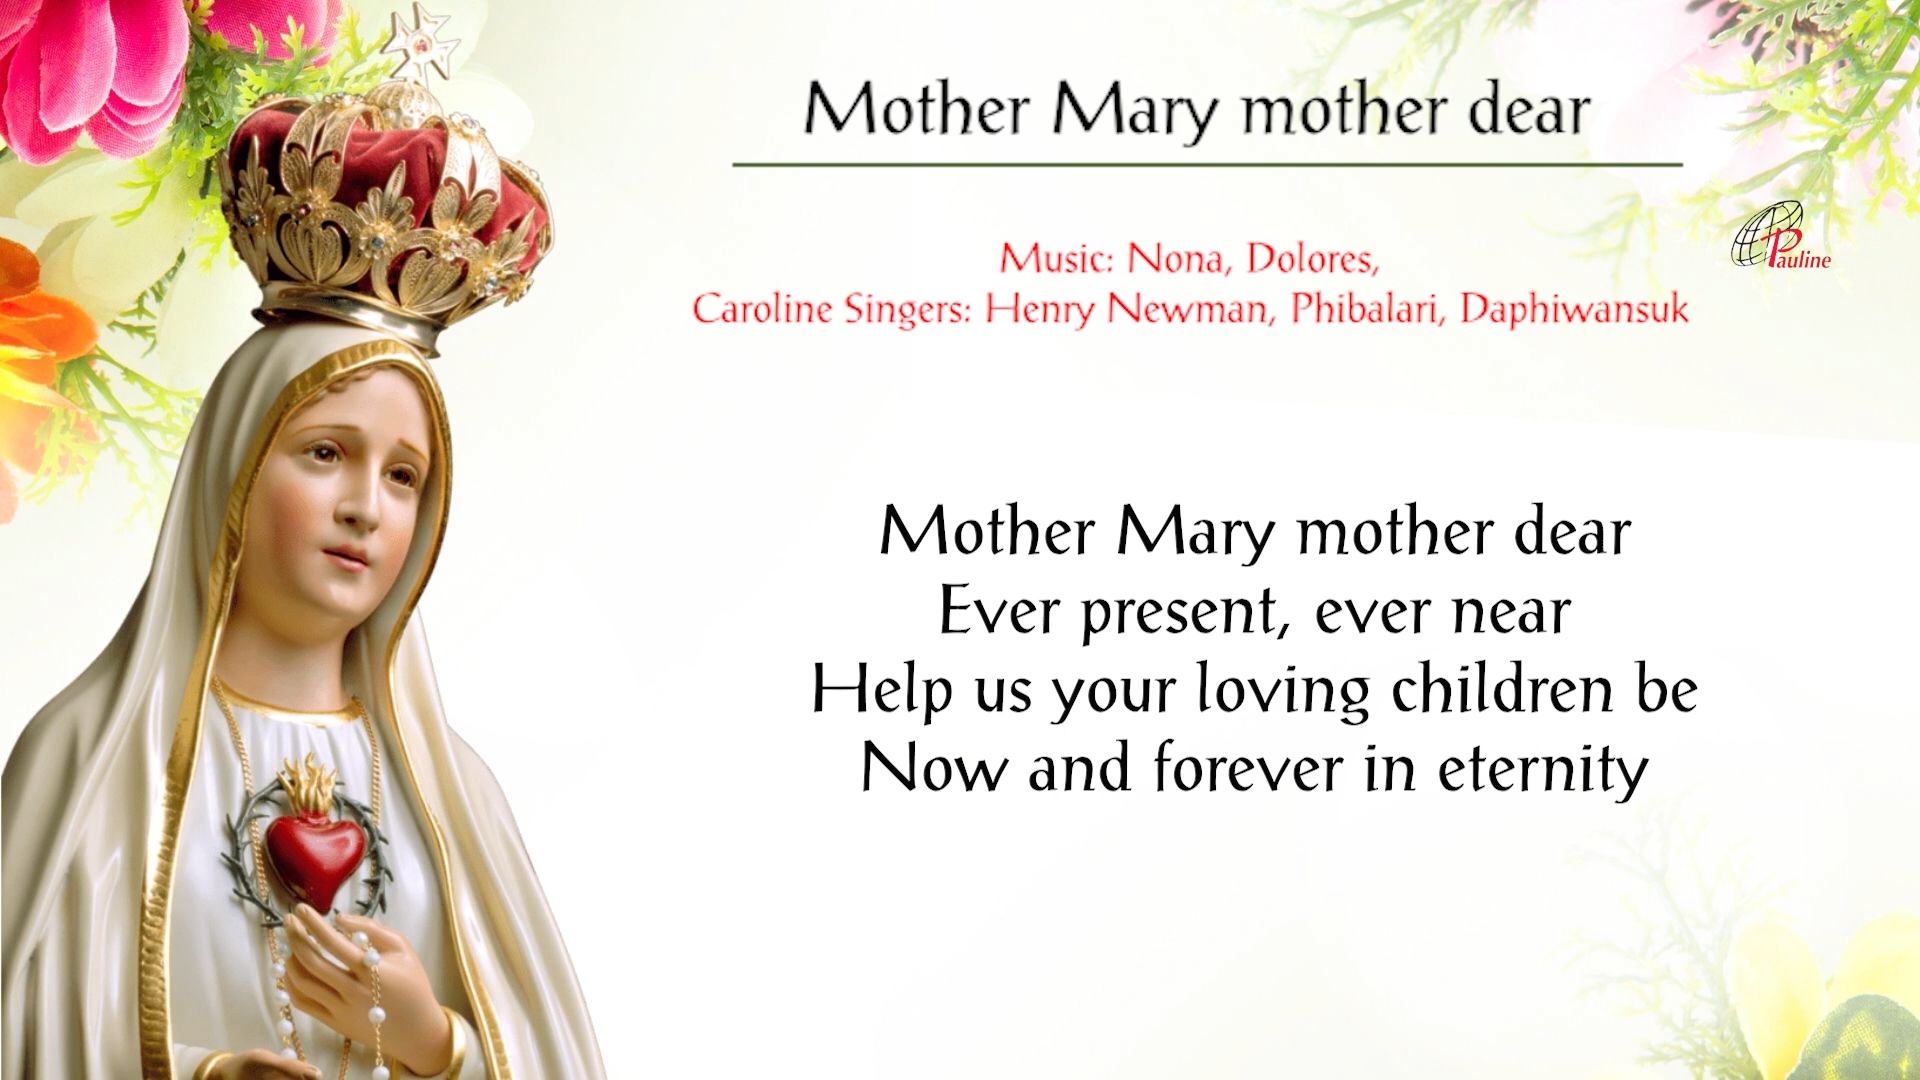 Mother Mary mother dear
Music: Nona, Dolores,
Caroline Singers: Henry Newman, Phibalari, Daphiwansuk
Pauline
Mother Mary mother dear
Ever present, ever near
Help us your loving children be
Now and forever in eternity